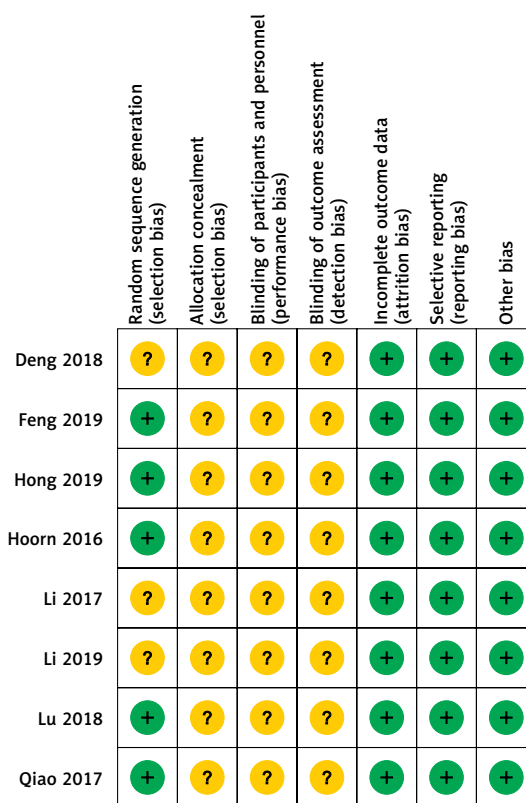 Random sequence generation
(selection bias)
Allocation concealment
(selection bias)
Blinding of participants and personnel
(performance bias)
Blinding of outcome assessment
(detection bias)
Incomplete outcome data
(attrition bias)
Selective reporting
(reporting bias)
Other bias
Deng 2018 ? ? ? ? + + +
Feng 2019 + ? ? ? + + +
Hong 2019 + ? ? ? + + +
Hoorn 2016 + ? ? ? + + +
Li 2017 ? ? ? ? + + +
Li 2019 ? ? ? ? + + +
Lu 2018 + ? ? ? + + +
Qiao 2017 + ? ? ? + + +